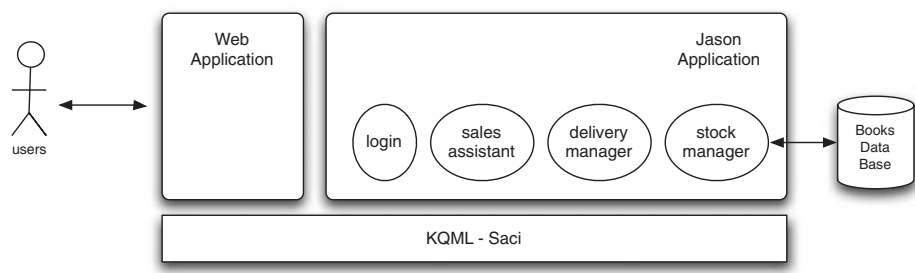 Web
Application
Jason
Application
users
login
sales
assistant
delivery
manager
stock
manager
Books
Data
Base
KQML - Saci